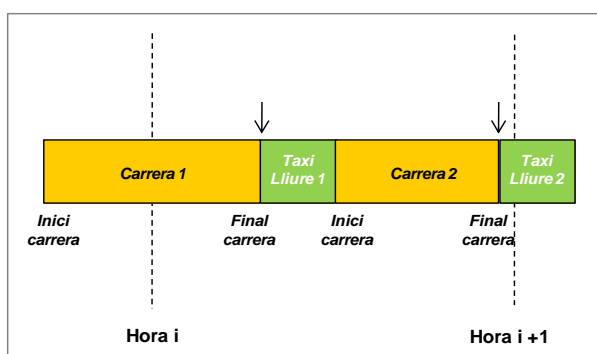 Carrera 1
Taxi
Lliure 1
Carrera 2
Taxi
Lliure 2
Inici
carrera
Final
carrera
Inici
carrera
Final
carrera
Hora i
Hora i +1